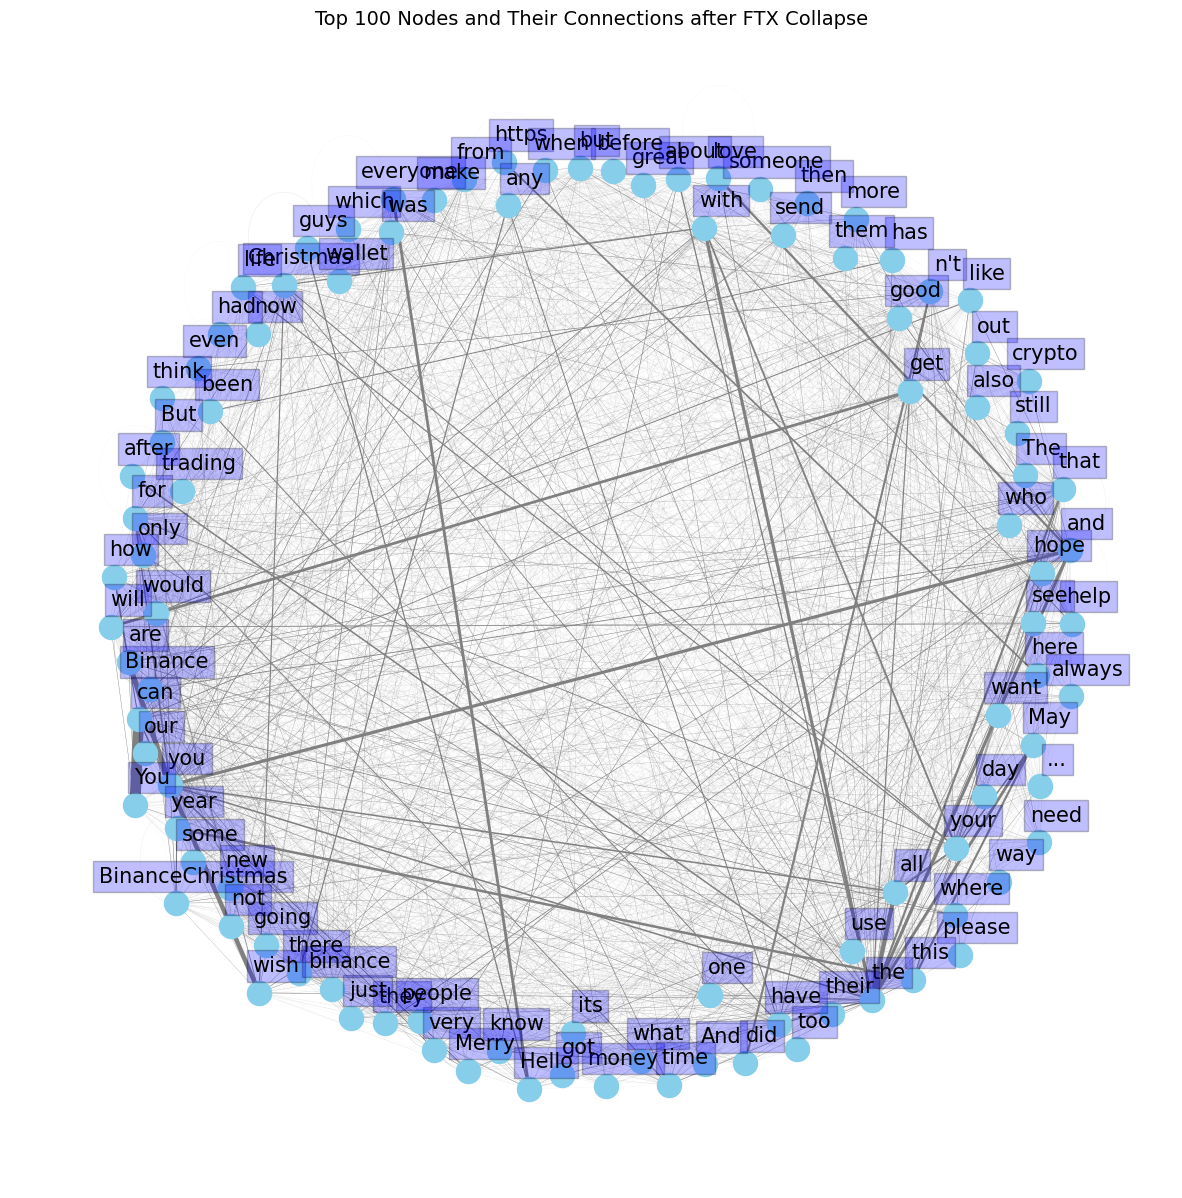 Top 100 Nodes and Their Connections after FTX Collapse
https
when
but
before
from
great
about
love
someone
everyone
make
any
then
which
was
with
send
more
guys
them
has
life
Christmas
wallet
n't
like
had
now
good
even
out
think
been
get
crypto
also
But
still
after
trading
The
that
for
who
only
and
how
hope
will
would
see
help
are
here
Binance
always
can
want
our
May
you
...
You
day
year
your
need
some
new
all
way
BinanceChristmas
where
not
going
use
please
there
this
wish
binance
one
the
just
they
people
its
have
their
very
know
what
And
did
too
Merry
got
Hello
money
time